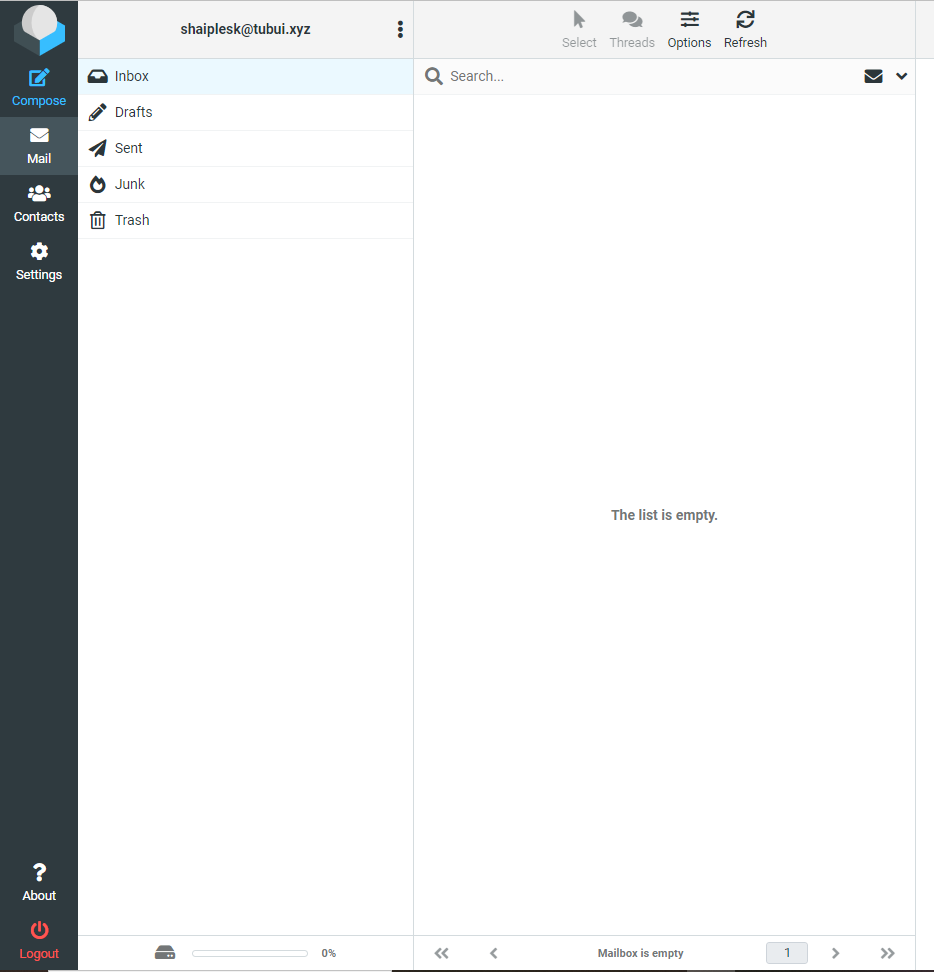 shaiplesk@tubui.xyz
Select
Threads
Options
Refresh
Compose
Mail
Contacts
Settings
Inbox
Drafts
Sent
Junk
Trash
Search...
The list is empty.
About
Logout
0%
Mailbox is empty
1